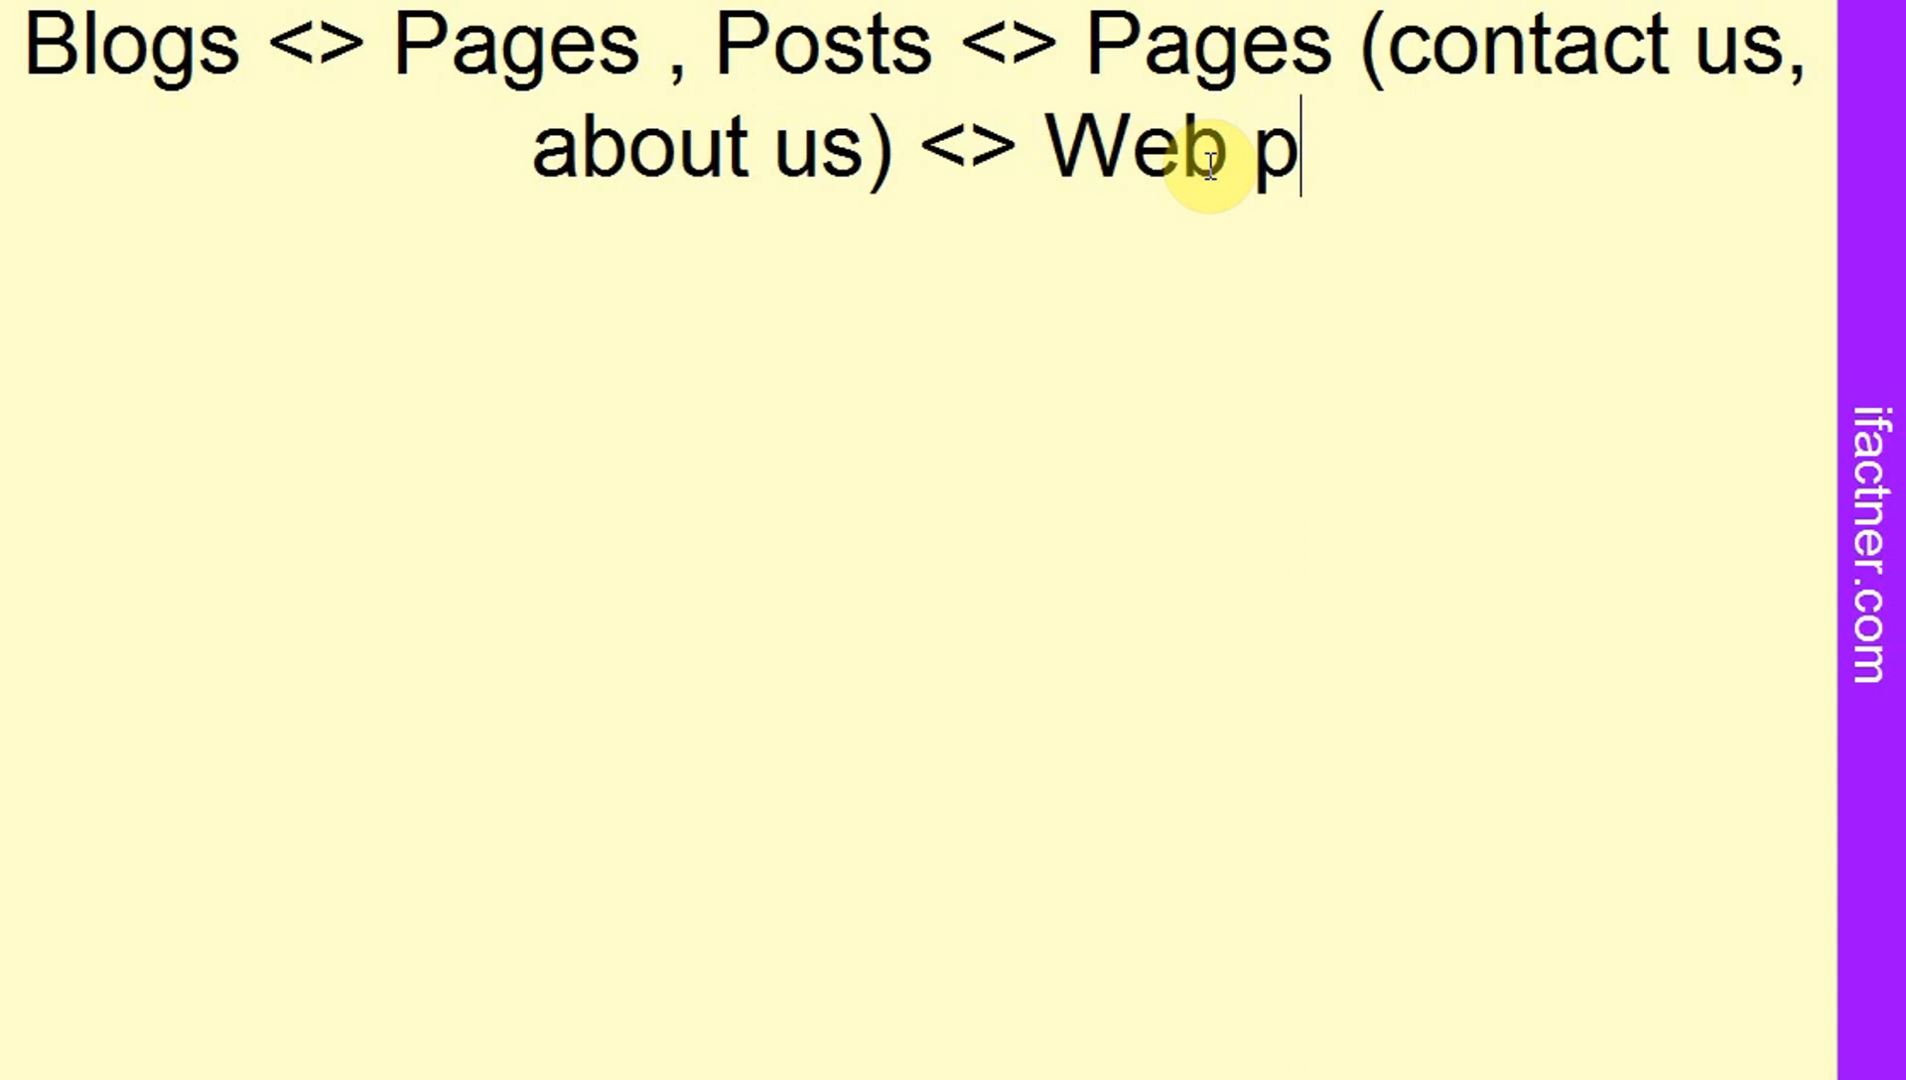 Blogs <> Pages , Posts <> Pages (contact us,
about us) <> Web p
ifactner.com